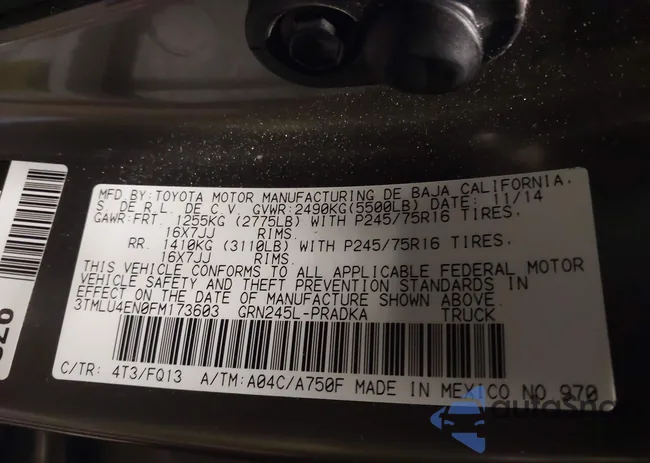 MFD BY:TOYOTA MOTOR MANUFACTURING DE BAJA CALIFORNIA.
S. DE R.L. DE C.V. GVWR:2490KG(5500LB) DATE: 11/14
GAWR:FRT. 1255KG (2775LB) WITH P245/75R16 TIRES.
16X7JJ RIMS.
RR. 1410KG (3110LB) WITH P245/75R16 TIRES.
16X7JJ RIMS.
THIS VEHICLE CONFORMS TO ALL APPLICABLE FEDERAL MOTOR
VEHICLE SAFETY AND THEFT PREVENTION STANDARDS IN
EFFECT ON THE DATE OF MANUFACTURE SHOWN ABOVE.
3TMLU4EN0FM173603 GRN245L-PRADKA TRUCK
C/TR: 4T3/FQ13 A/TM:A04C/A750F MADE IN MEXICO NO 970